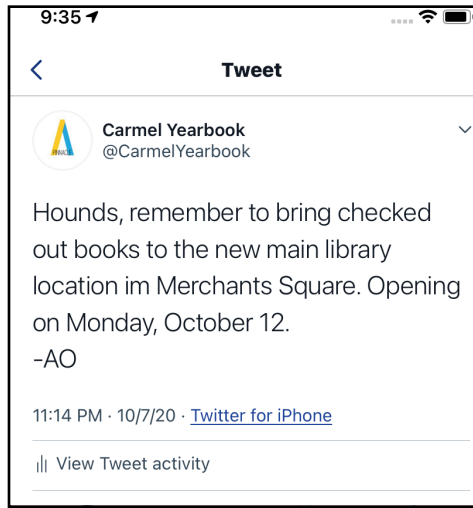 9:35
Tweet
PINNACLE
Carmel Yearbook
@CarmelYearbook
Hounds, remember to bring checked
out books to the new main library
location im Merchants Square. Opening
on Monday, October 12.
-AO
11:14 PM · 10/7/20 · Twitter for iPhone
View Tweet activity